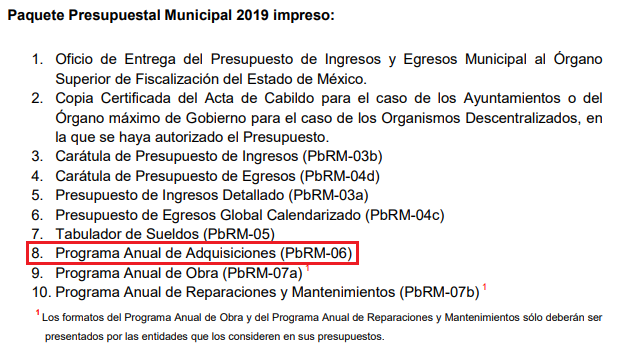 Paquete Presupuestal Municipal 2019 impreso:
1. Oficio de Entrega del Presupuesto de Ingresos y Egresos Municipal al Órgano
Superior de Fiscalización del Estado de México.
2. Copia Certificada del Acta de Cabildo para el caso de los Ayuntamientos o del
Órgano máximo de Gobierno para el caso de los Organismos Descentralizados, en
la que se haya autorizado el Presupuesto.
3. Carátula de Presupuesto de Ingresos (PbRM-03b)
4. Carátula de Presupuesto de Egresos (PbRM-04d)
5. Presupuesto de Ingresos Detallado (PbRM-03a)
6. Presupuesto de Egresos Global Calendarizado (PbRM-04c)
7. Tabulador de Sueldos (PbRM-05)
8. Programa Anual de Adquisiciones (PbRM-06)
9. Programa Anual de Obra (PbRM-07a) 1
10. Programa Anual de Reparaciones y Mantenimientos (PbRM-07b) 1
1 Los formatos del Programa Anual de Obra y del Programa Anual de Reparaciones y Mantenimientos sólo deberán ser
presentados por las entidades que los consideren en sus presupuestos.